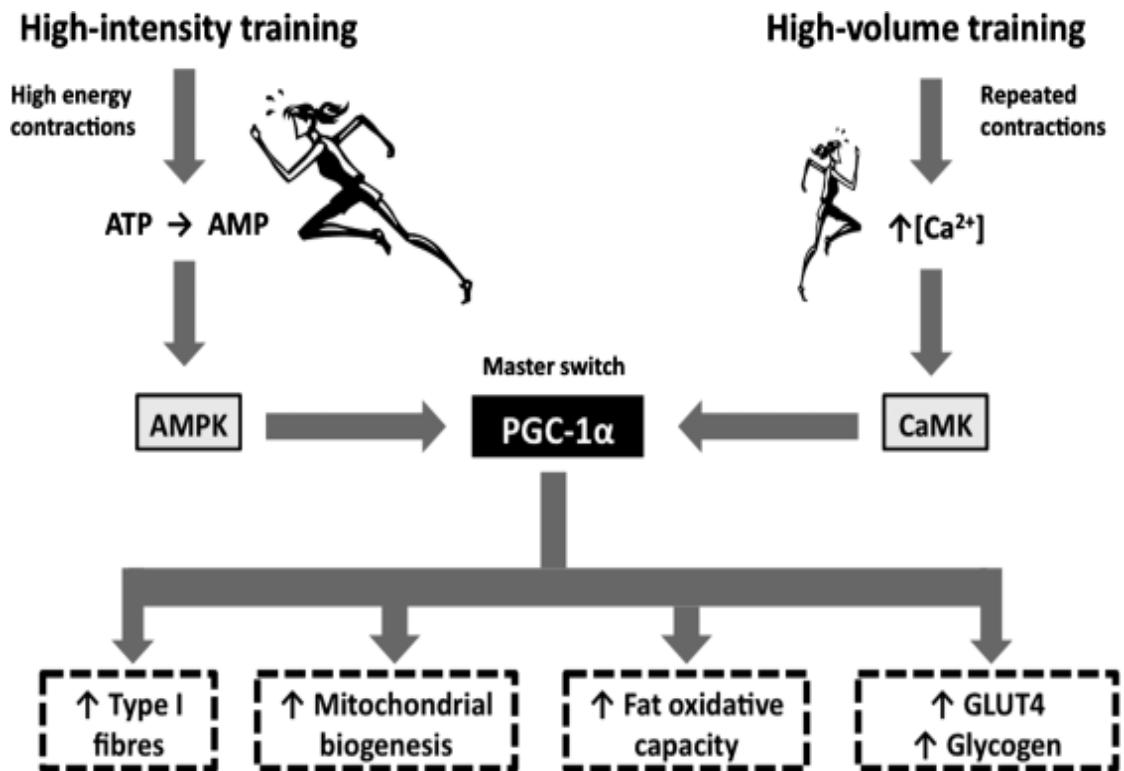 High-intensity training
High-volume training
High energy
contractions
Repeated
contractions
ATP → AMP
↑[Ca²⁺]
Master switch
AMPK
PGC-1α
CaMK
↑ Type I
fibres
↑ Mitochondrial
biogenesis
↑ Fat oxidative
capacity
↑ GLUT4
↑ Glycogen